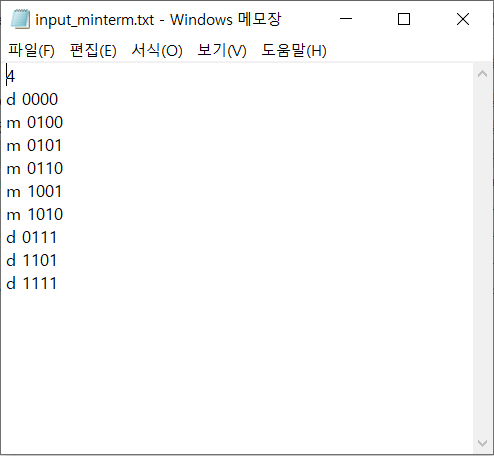 input_minterm.txt - Windows 메모장
파일(F) 편집(E) 서식(O) 보기(V) 도움말(H)
4
d 0000
m 0100
m 0101
m 0110
m 1001
m 1010
d 0111
d 1101
d 1111